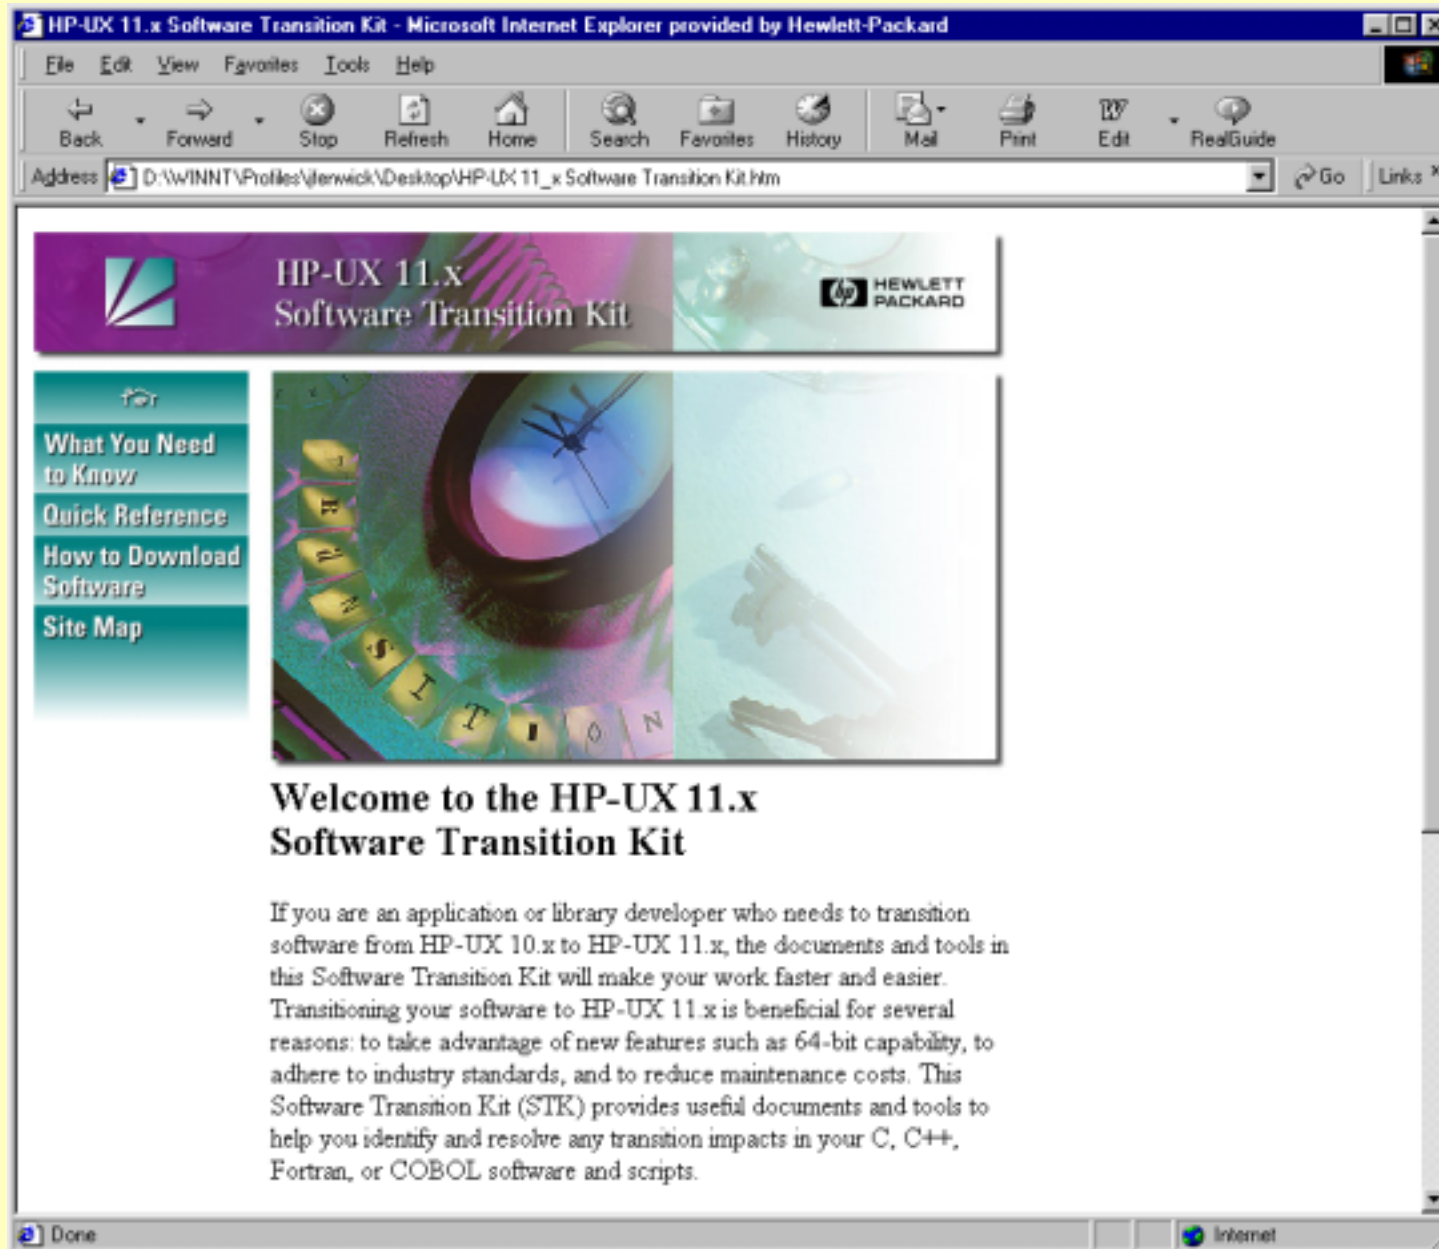 HP-UX 11.x Software Transition Kit - Microsoft Internet Explorer provided by Hewlett-Packard
File Edit View Favorites Tools Help
Back Forward Stop Refresh Home Search Favorites History Mail Print Edit RealGuide
Address D:\WINNT\Profiles\jfenwick\Desktop\HP-UX 11_x Software Transition Kit.htm Go Links
HP-UX 11.x
Software Transition Kit
hp HEWLETT
PACKARD
What You Need
to Know
Quick Reference
How to Download
Software
Site Map
TRANSITION
Welcome to the HP-UX 11.x
Software Transition Kit
If you are an application or library developer who needs to transition
software from HP-UX 10.x to HP-UX 11.x, the documents and tools in
this Software Transition Kit will make your work faster and easier.
Transitioning your software to HP-UX 11.x is beneficial for several
reasons: to take advantage of new features such as 64-bit capability, to
adhere to industry standards, and to reduce maintenance costs. This
Software Transition Kit (STK) provides useful documents and tools to
help you identify and resolve any transition impacts in your C, C++,
Fortran, or COBOL software and scripts.
Done Internet